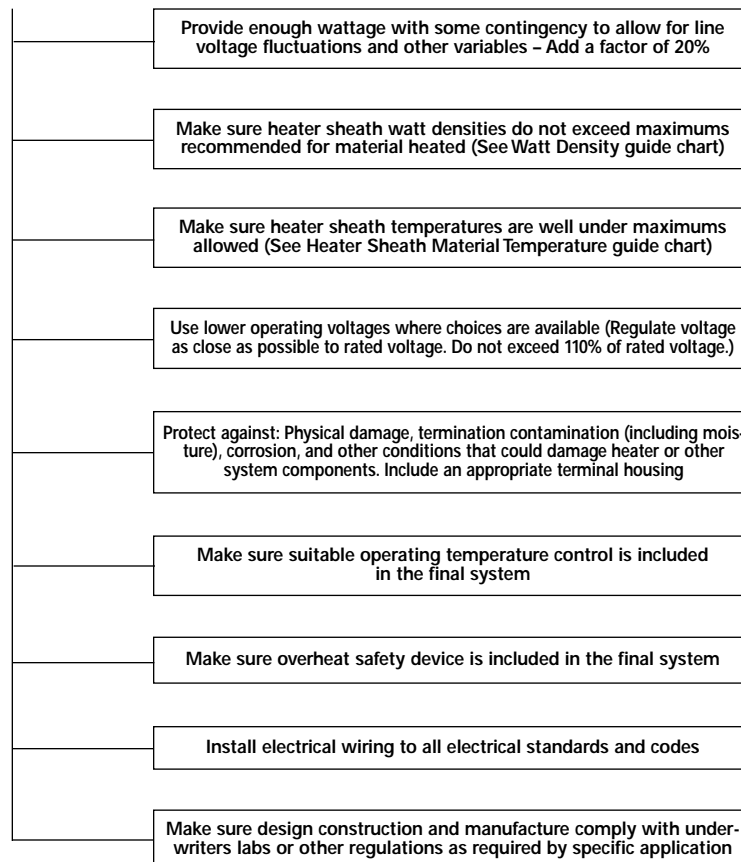 Provide enough wattage with some contingency to allow for line
voltage fluctuations and other variables – Add a factor of 20%
Make sure heater sheath watt densities do not exceed maximums
recommended for material heated (See Watt Density guide chart)
Make sure heater sheath temperatures are well under maximums
allowed (See Heater Sheath Material Temperature guide chart)
Use lower operating voltages where choices are available (Regulate voltage
as close as possible to rated voltage. Do not exceed 110% of rated voltage.)
Protect against: Physical damage, termination contamination (including mois-
ture), corrosion, and other conditions that could damage heater or other
system components. Include an appropriate terminal housing
Make sure suitable operating temperature control is included
in the final system
Make sure overheat safety device is included in the final system
Install electrical wiring to all electrical standards and codes
Make sure design construction and manufacture comply with under-
writers labs or other regulations as required by specific application